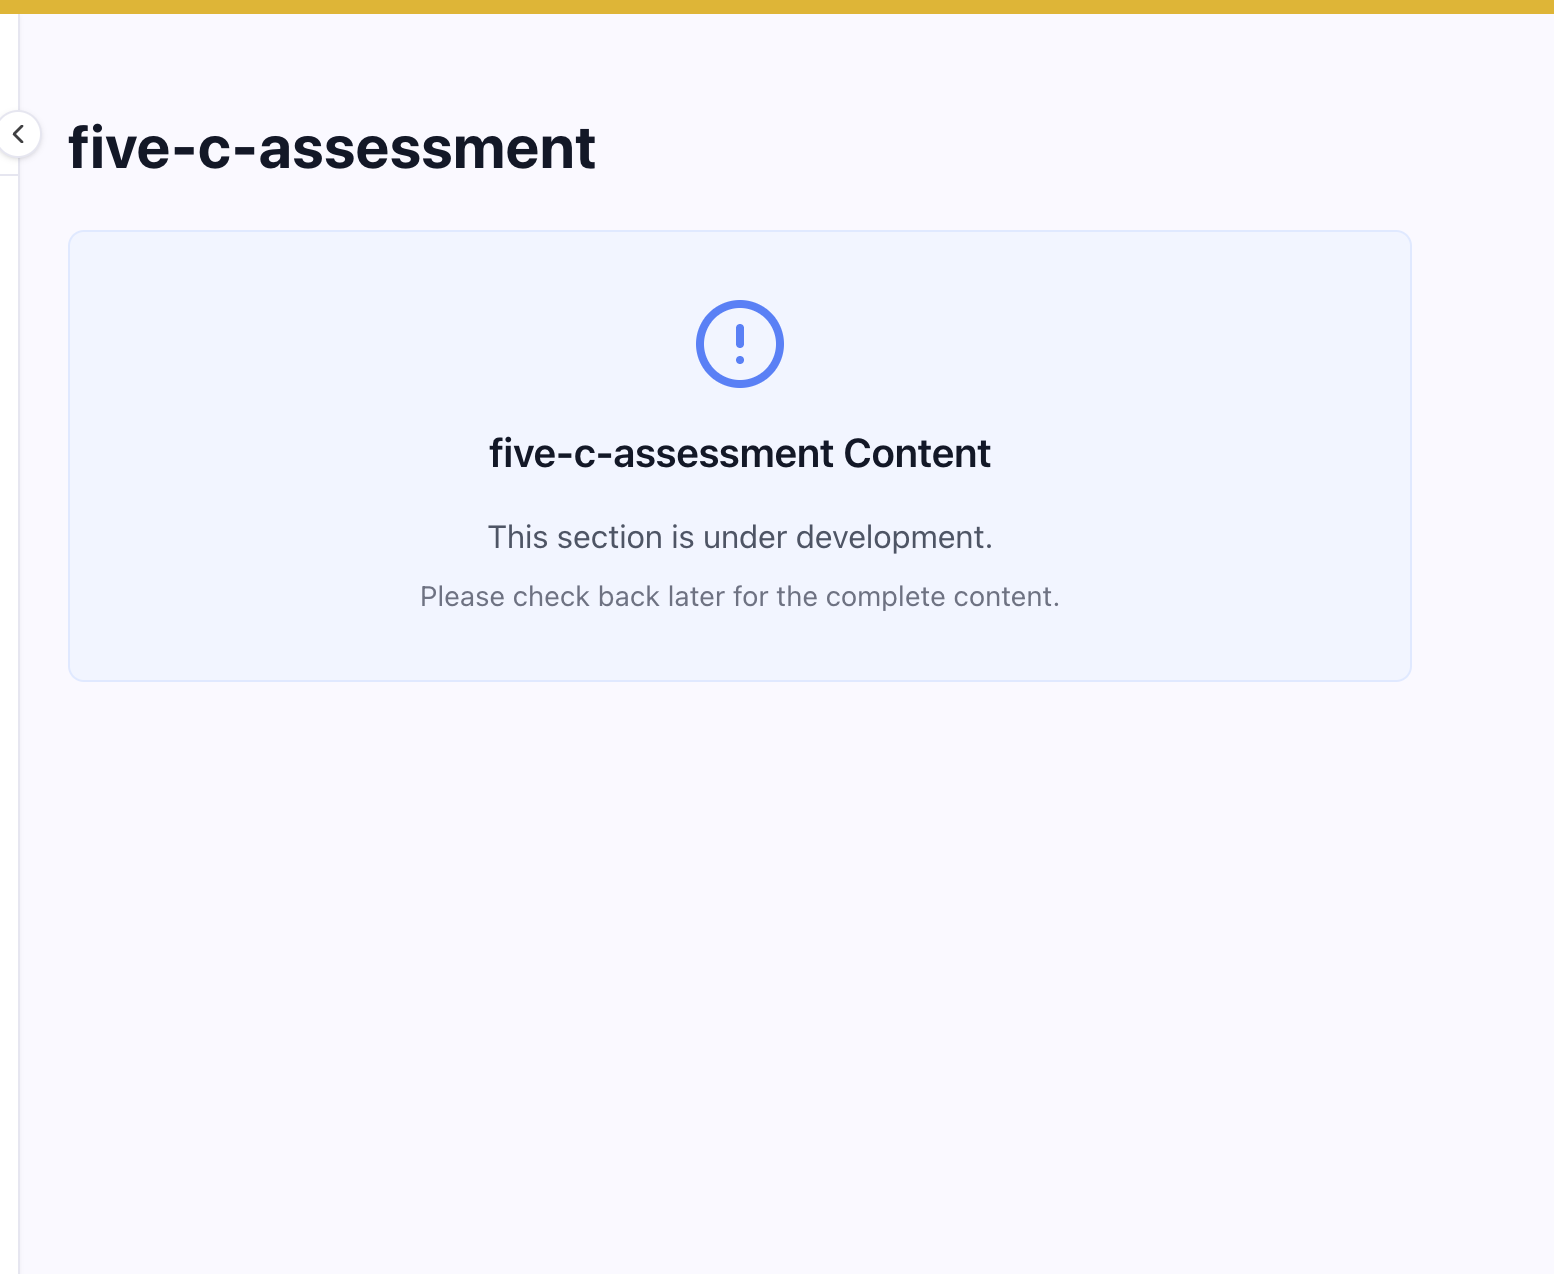 five-c-assessment
five-c-assessment Content
This section is under development.
Please check back later for the complete content.